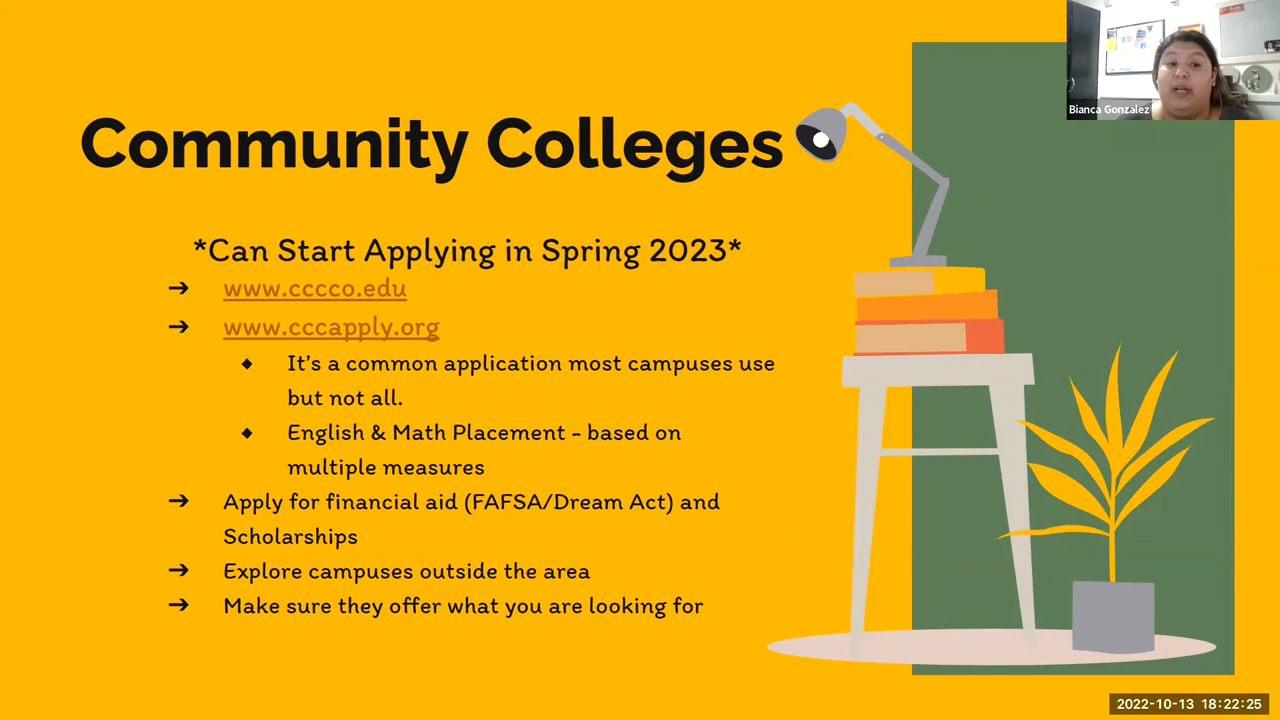 Bianca Gonzalez
Community Colleges
*Can Start Applying in Spring 2023*
➔ www.cccco.edu
➔ www.cccapply.org
◆ It's a common application most campuses use
but not all.
◆ English & Math Placement - based on
multiple measures
➔ Apply for financial aid (FAFSA/Dream Act) and
Scholarships
➔ Explore campuses outside the area
➔ Make sure they offer what you are looking for
2022-10-13 18:22:25